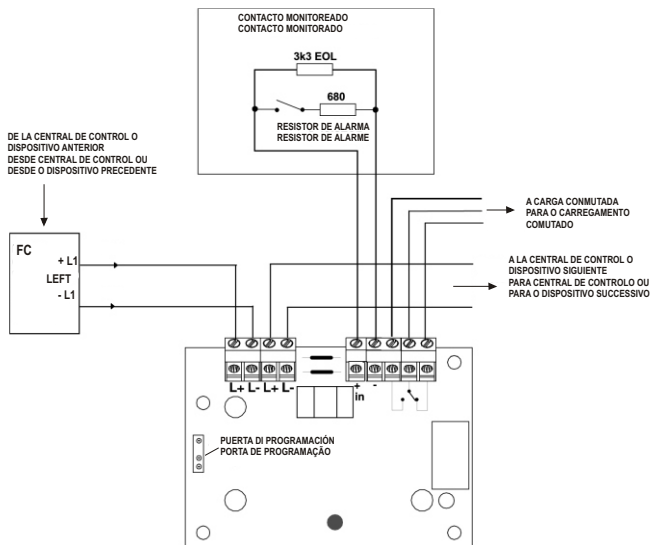 CONTACTO MONITOREADO
CONTACTO MONITORADO
3k3 EOL
680
RESISTOR DE ALARMA
RESISTOR DE ALARME
DE LA CENTRAL DE CONTROL O
DISPOSITIVO ANTERIOR
DESDE CENTRAL DE CONTROL OU
DESDE O DISPOSITIVO PRECEDENTE
A CARGA CONMUTADA
PARA O CARREGAMENTO
COMUTADO
FC
+ L1
LEFT
- L1
A LA CENTRAL DE CONTROL O
DISPOSITIVO SIGUIENTE
PARA CENTRAL DE CONTROLO OU
PARA O DISPOSITIVO SUCCESSIVO
L+ L- L+ L- + -
in
PUERTA DI PROGRAMACIÓN
PORTA DE PROGRAMAÇÃO